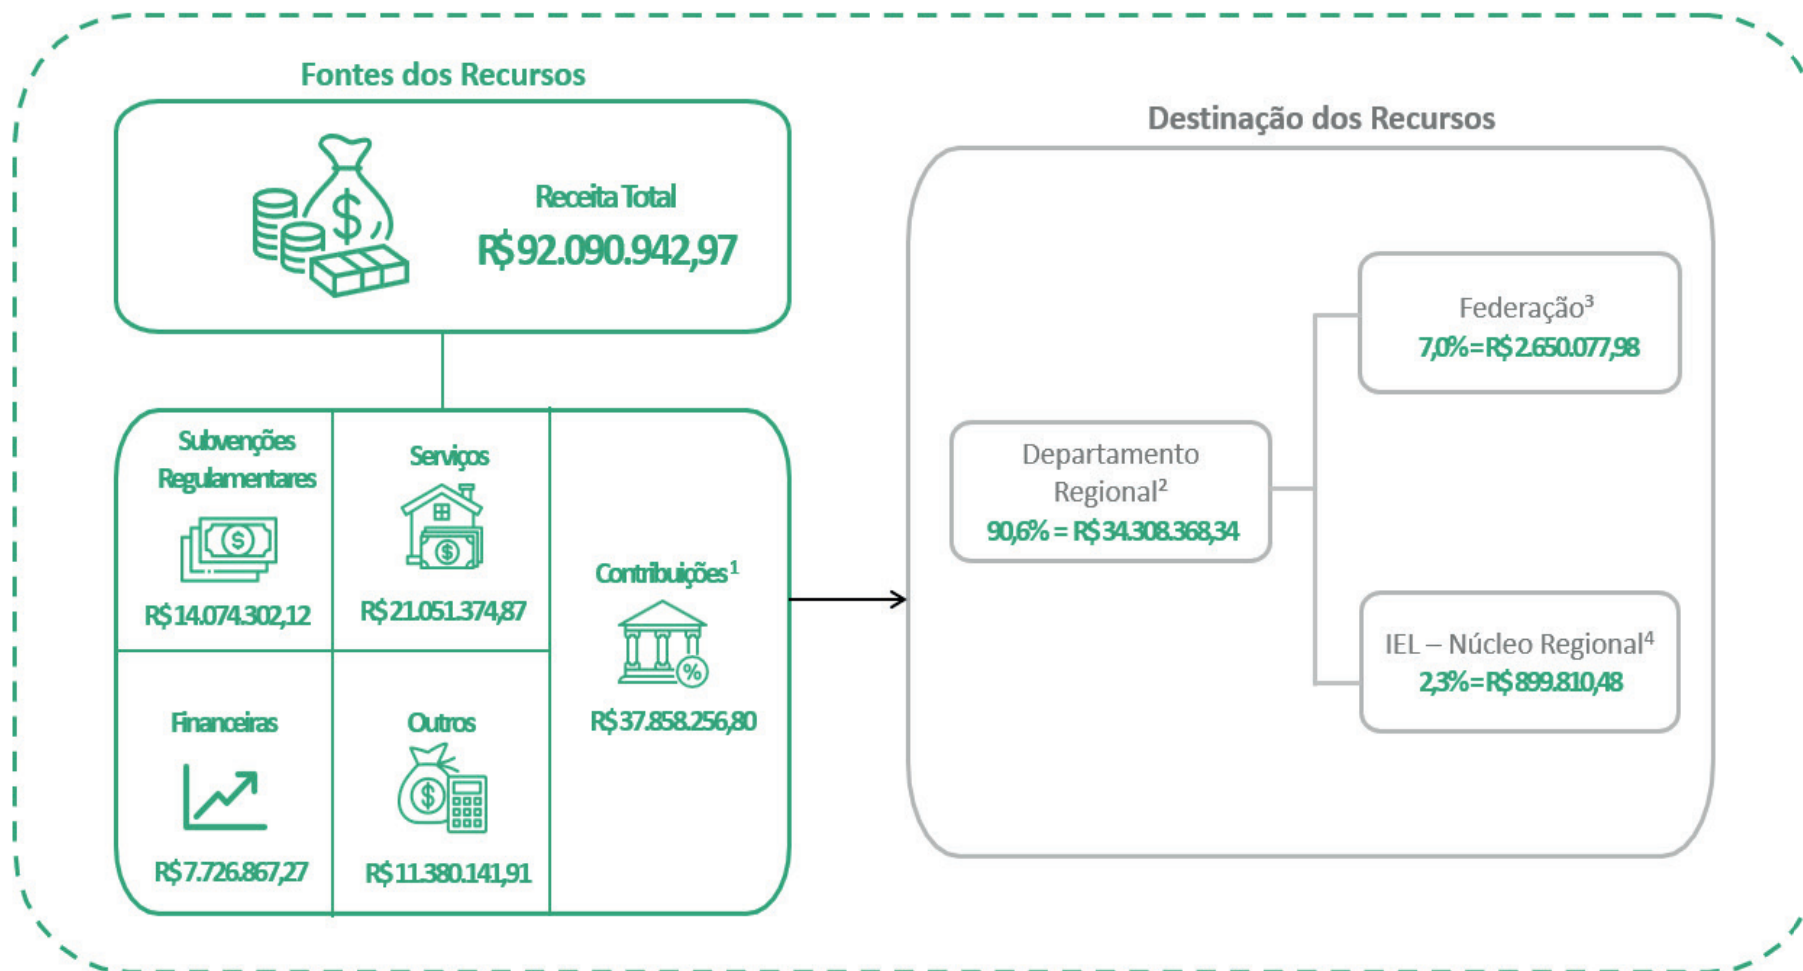 Fontes dos Recursos
Receita Total
R$ 92.090.942,97
Subvenções
Regulamentares
R$ 14.074.302,12
Serviços
R$ 21.051.374,87
Financeiras
R$ 7.726.867,27
Outros
R$ 11.380.141,91
Contribuições¹
%
R$ 37.858.256,80
Destinação dos Recursos
Departamento
Regional²
90,6% = R$ 34.308.368,34
Federação³
7,0% = R$ 2.650.077,98
IEL – Núcleo Regional⁴
2,3% = R$ 899.810,48